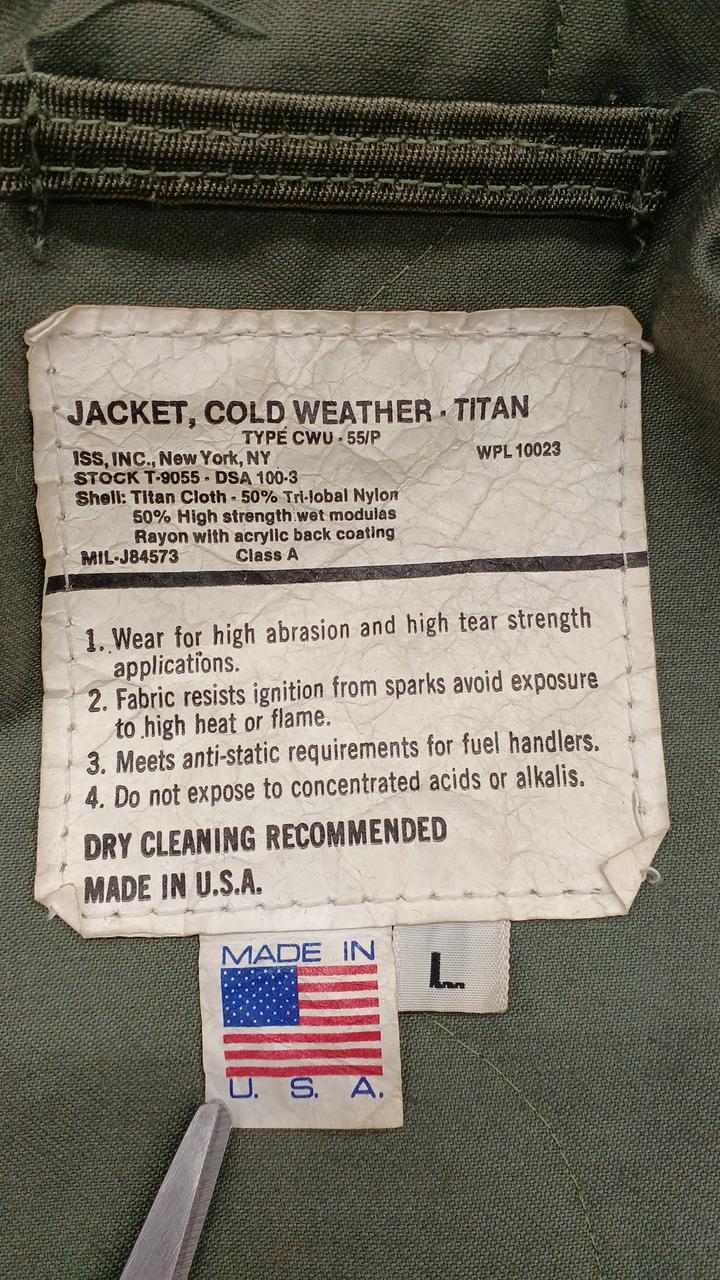 JACKET, COLD WEATHER - TITAN
TYPE CWU - 55/P
ISS, INC., New York, NY WPL 10023
STOCK T-9055 - DSA 100-3
Shell: Titan Cloth - 50% Tri-lobal Nylon
50% High strength wet modulas
Rayon with acrylic back coating
MIL-J84573 Class A
1. Wear for high abrasion and high tear strength
applications.
2. Fabric resists ignition from sparks avoid exposure
to high heat or flame.
3. Meets anti-static requirements for fuel handlers.
4. Do not expose to concentrated acids or alkalis.
DRY CLEANING RECOMMENDED
MADE IN U.S.A.
MADE IN
U. S. A.
L